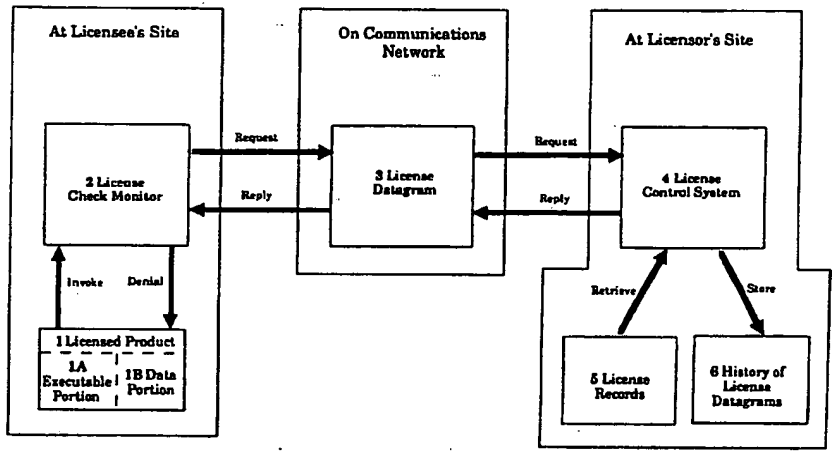 At Licensee's Site
On Communications
Network
At Licensor's Site
Request
Request
2 License
Check Monitor
3 License
Datagram
4 License
Control System
Reply
Reply
Invoke
Denial
Retrieve
Store
1 Licensed Product
1A
Executable
Portion
1B Data
Portion
5 License
Records
6 History of
License
Datagrams